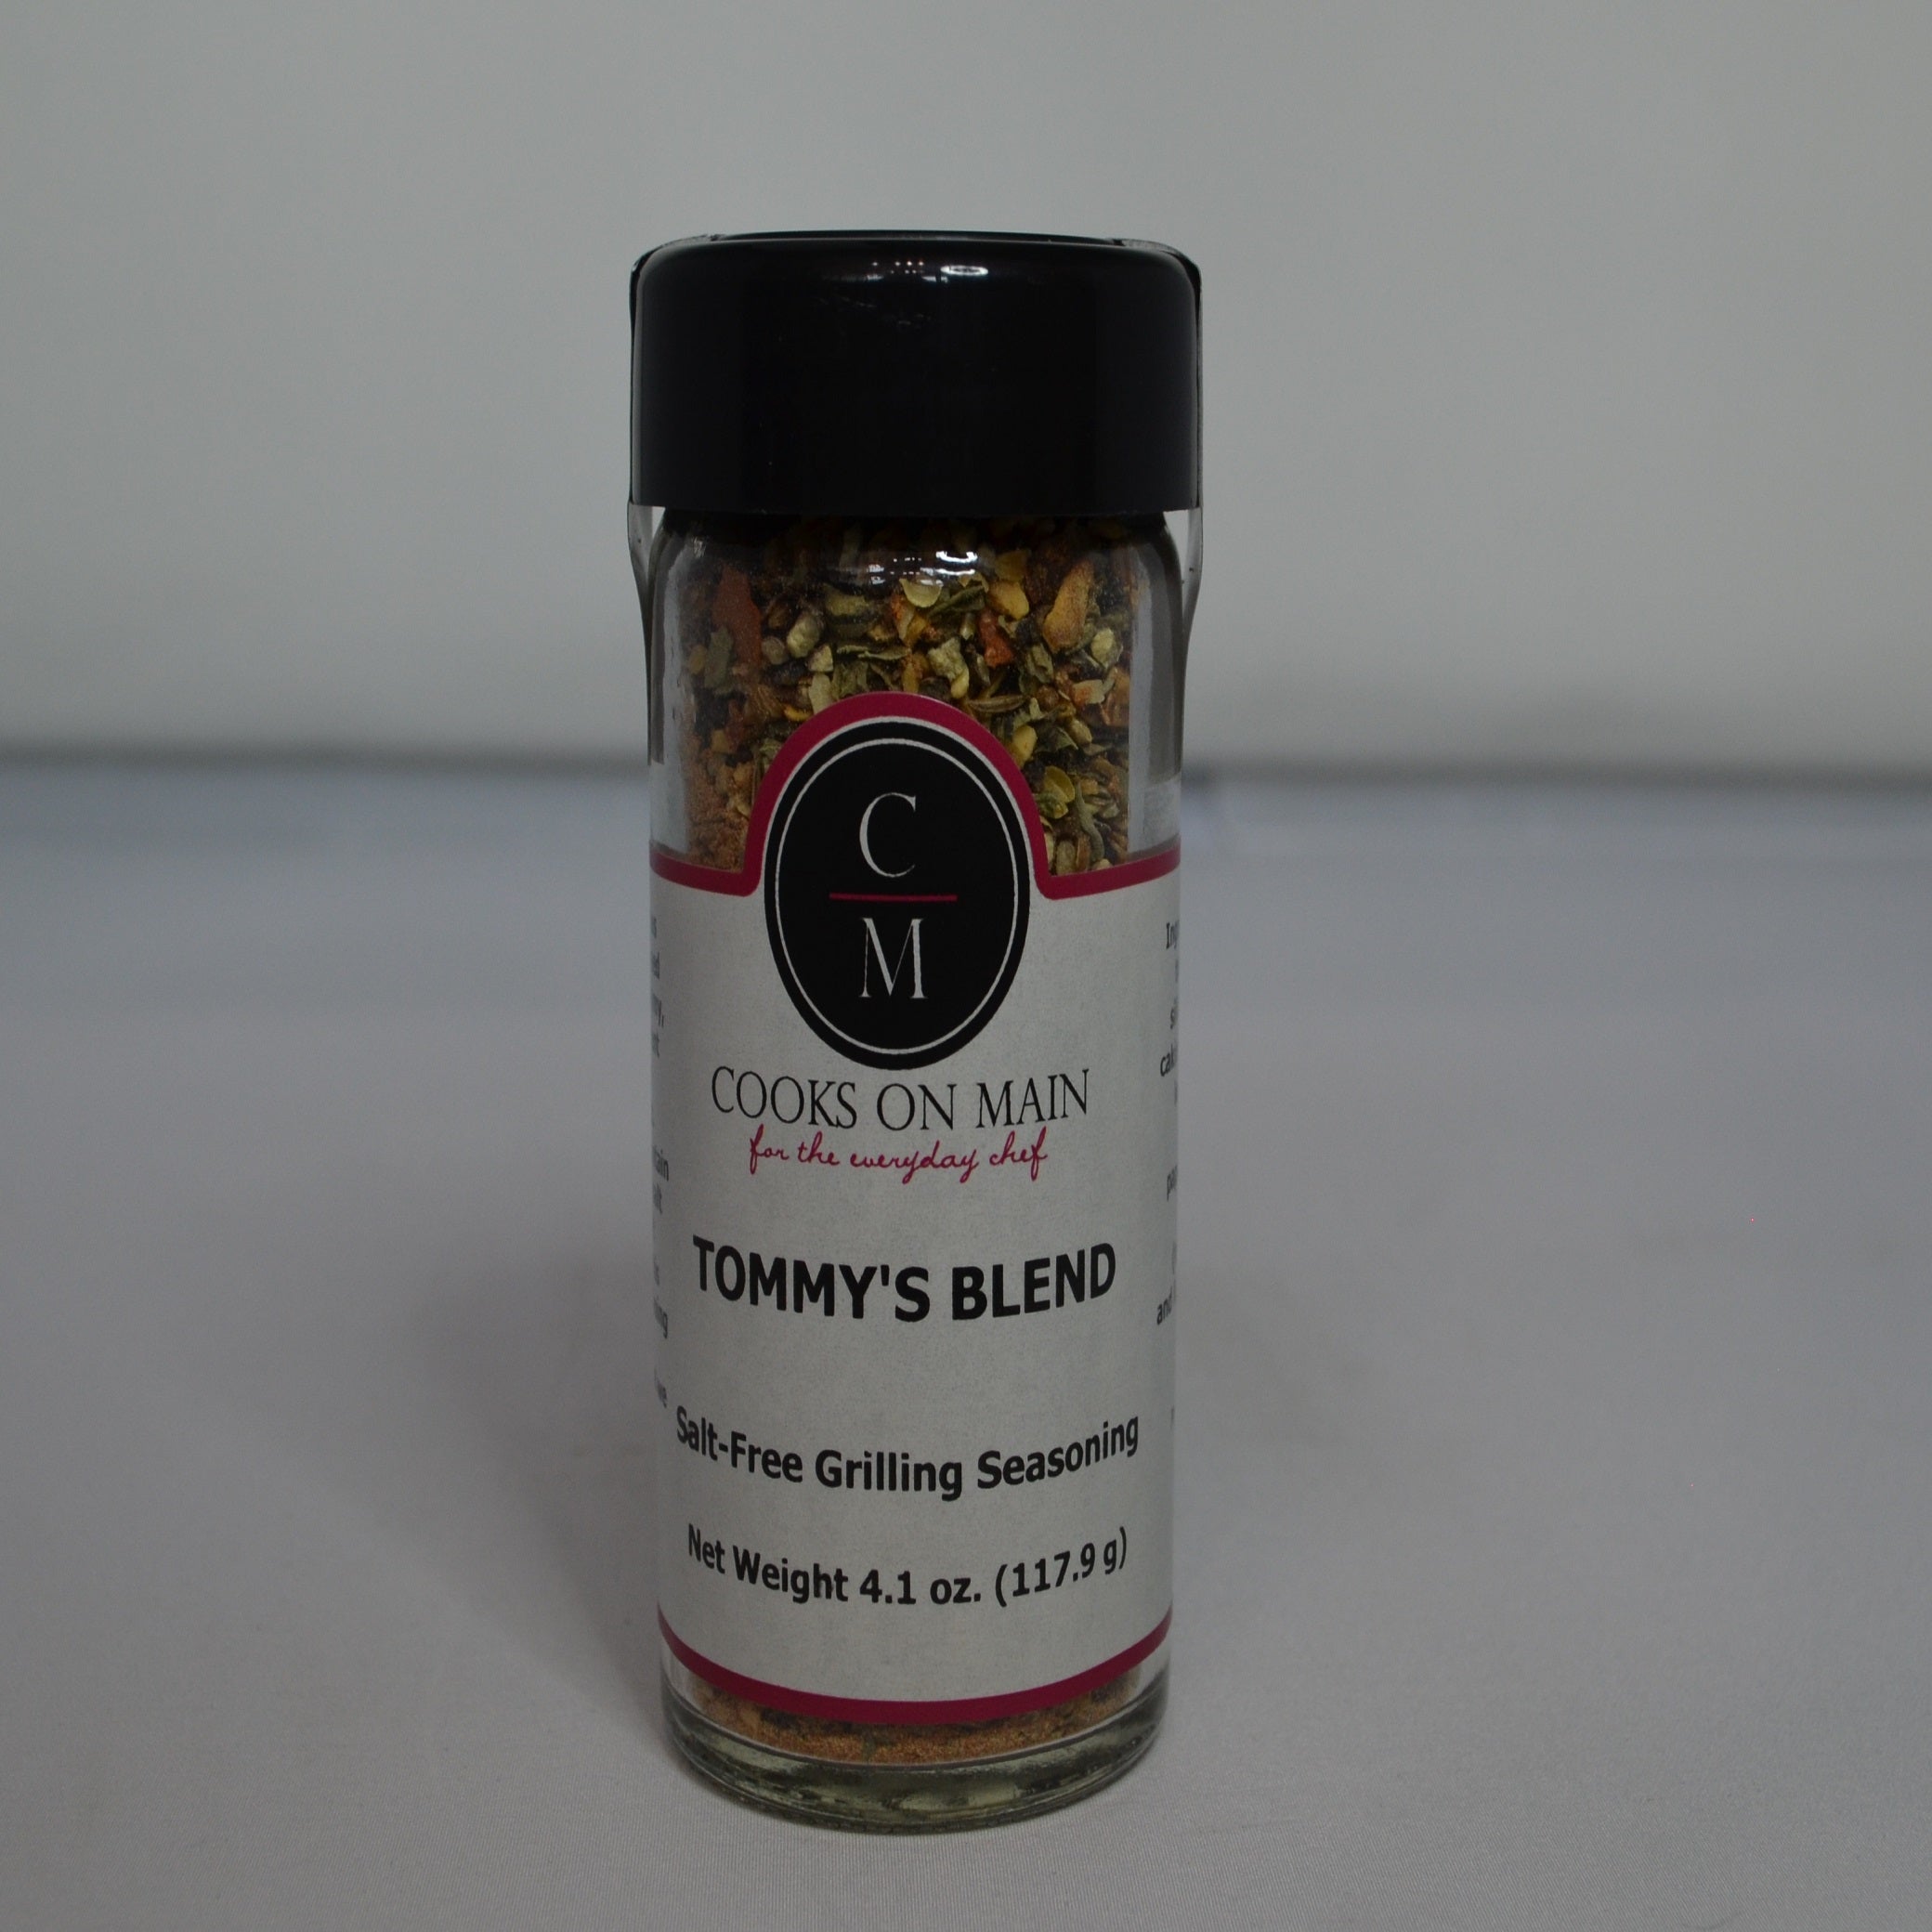 C
M
COOKS ON MAIN
for the everyday chef
TOMMY'S BLEND
Salt-Free Grilling Seasoning
Net Weight 4.1 oz. (117.9 g)